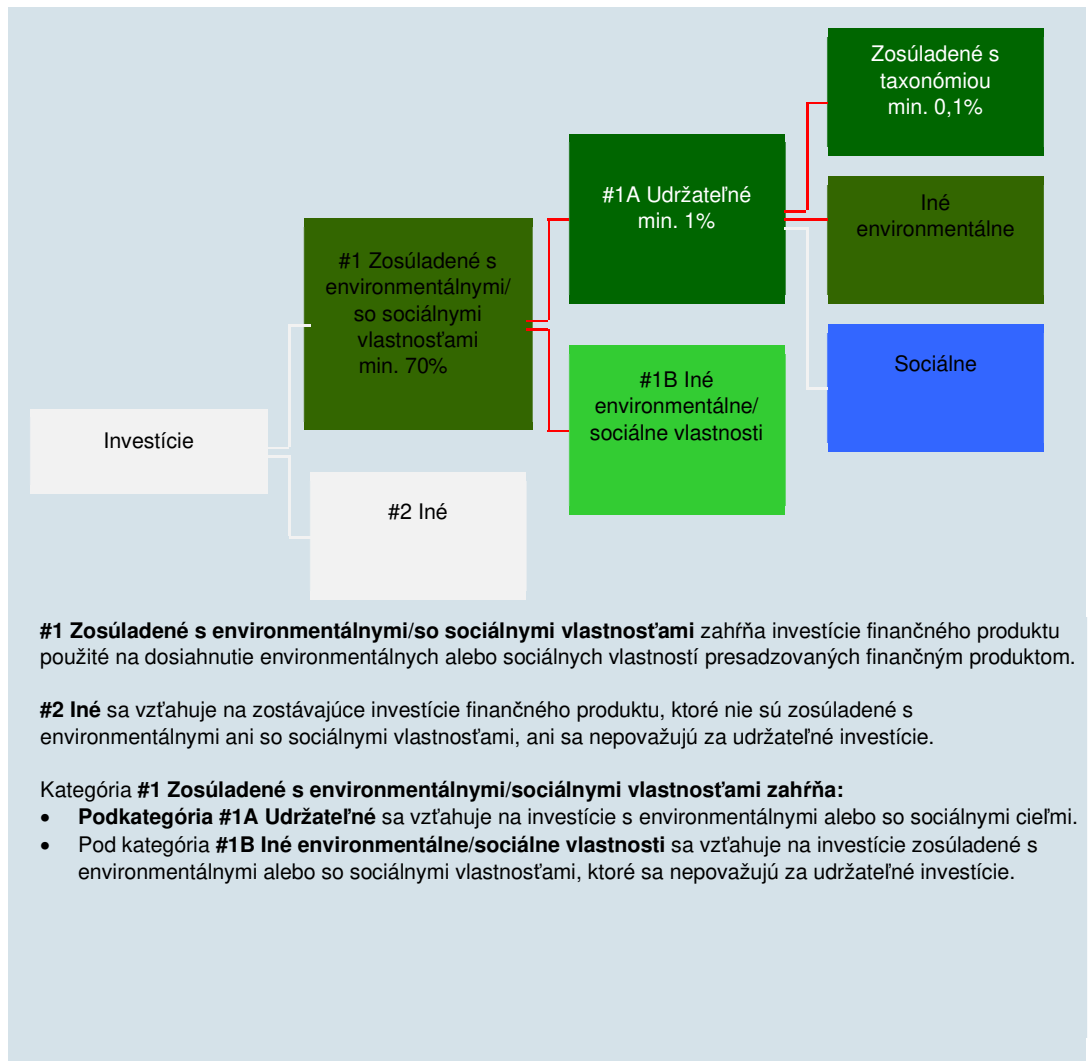 Zosúladené s
taxonómiou
min. 0,1%
#1A Udržateľné
min. 1%
Iné
environmentálne
#1 Zosúladené s
environmentálnymi/
so sociálnymi
vlastnosťami
min. 70%
Sociálne
#1B Iné
environmentálne/
sociálne vlastnosti
Investície
#2 Iné
#1 Zosúladené s environmentálnymi/so sociálnymi vlastnosťami zahŕňa investície finančného produktu
použité na dosiahnutie environmentálnych alebo sociálnych vlastností presadzovaných finančným produktom.
#2 Iné sa vzťahuje na zostávajúce investície finančného produktu, ktoré nie sú zosúladené s
environmentálnymi ani so sociálnymi vlastnosťami, ani sa nepovažujú za udržateľné investície.
Kategória #1 Zosúladené s environmentálnymi/sociálnymi vlastnosťami zahŕňa:
• Podkategória #1A Udržateľné sa vzťahuje na investície s environmentálnymi alebo so sociálnymi cieľmi.
• Pod kategória #1B Iné environmentálne/sociálne vlastnosti sa vzťahuje na investície zosúladené s
environmentálnymi alebo so sociálnymi vlastnosťami, ktoré sa nepovažujú za udržateľné investície.